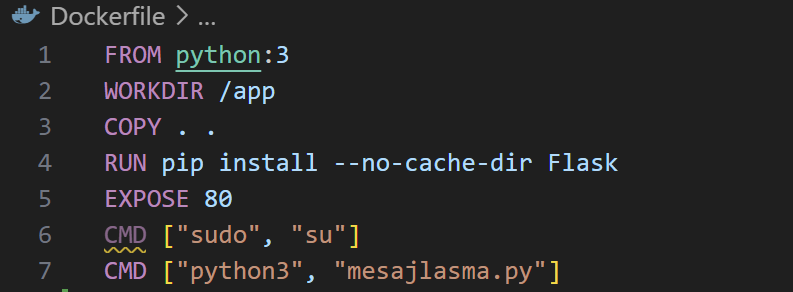 Dockerfile > ...
1 FROM python:3
2 WORKDIR /app
3 COPY . .
4 RUN pip install --no-cache-dir Flask
5 EXPOSE 80
6 CMD ["sudo", "su"]
7 CMD ["python3", "mesajlasma.py"]